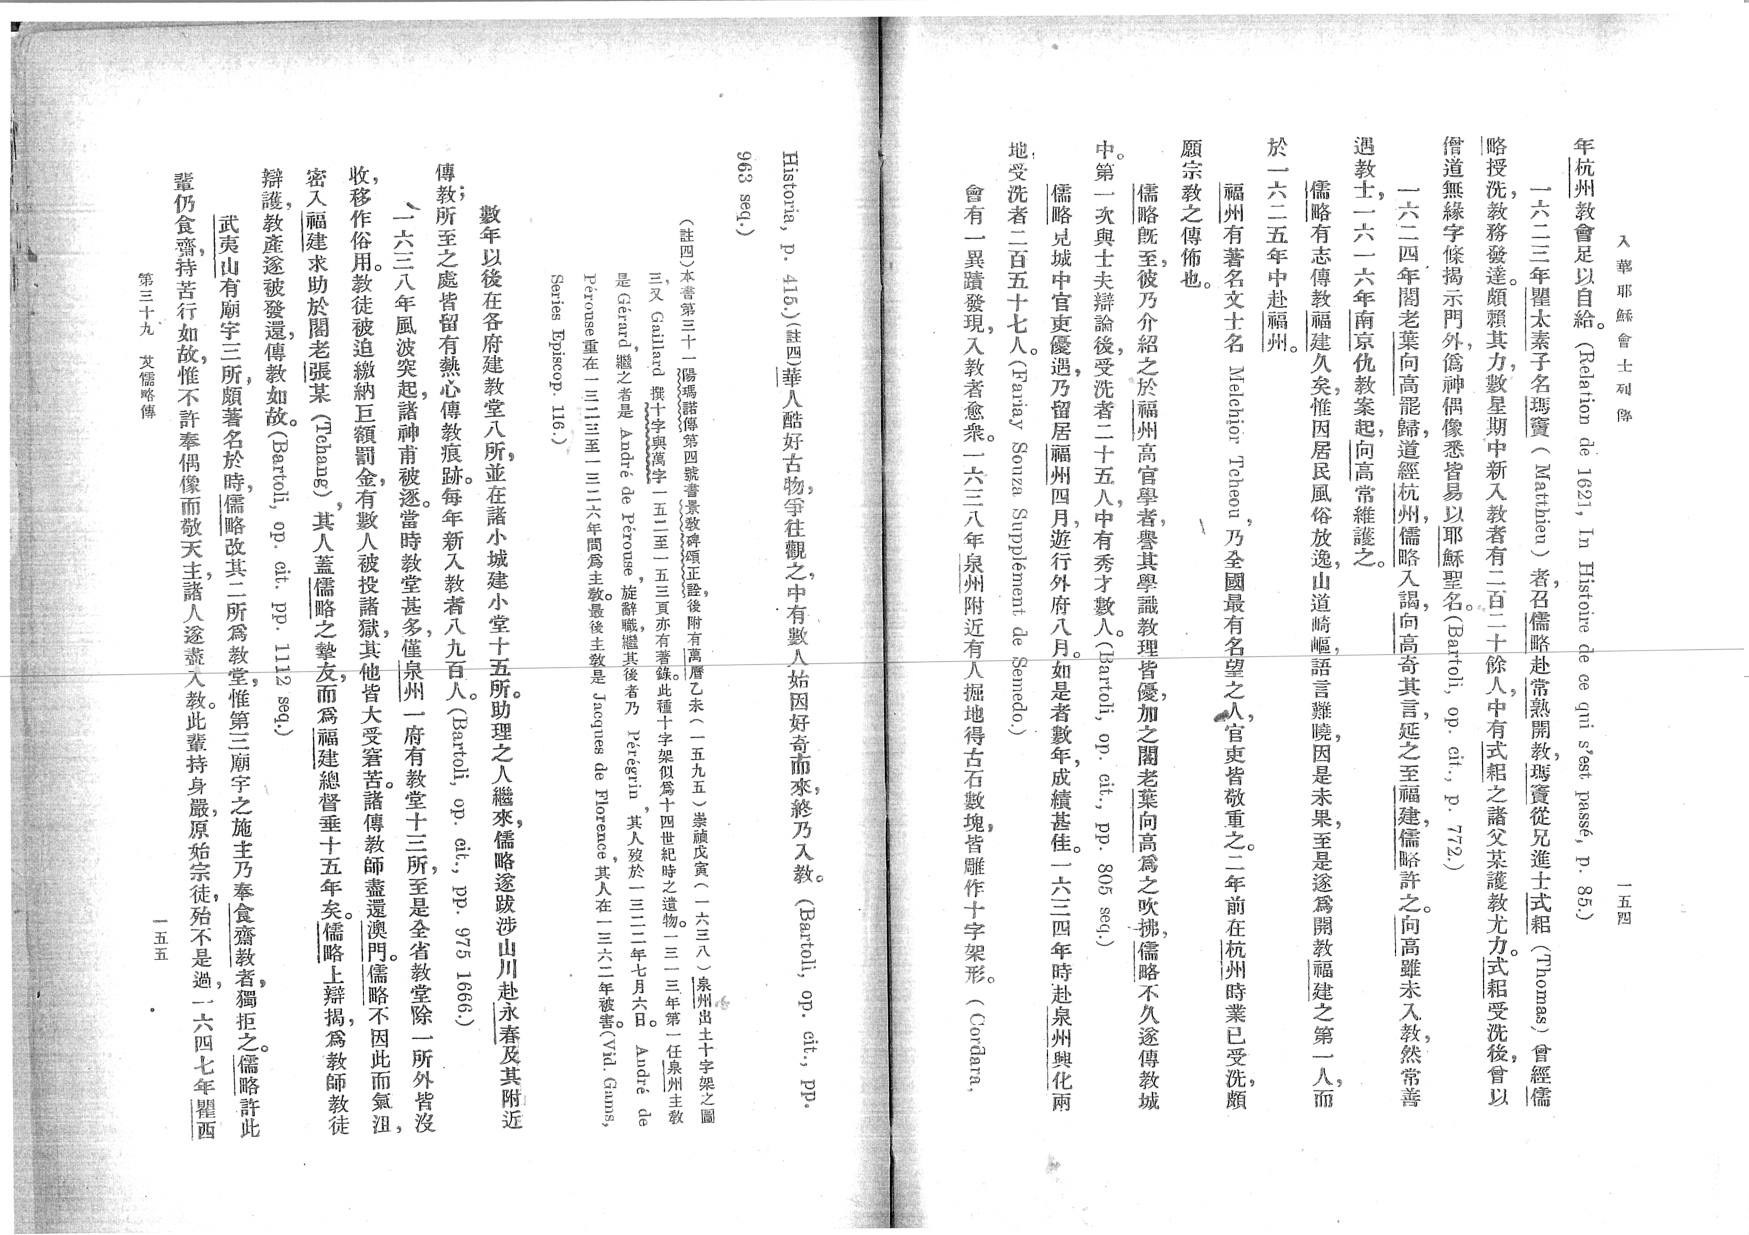 入華耶穌會士列傳
一五四
年杭州教會足以自給。(Relation de 1621, In Histoire de ce qui s'est passé, p. 85.)
一六二三年瞿太素子名瑪竇(Matthieu)者,召儒略赴常熟開教,瑪竇從兄進士式耜(Thomas)曾經儒
略授洗,教務發達。頗賴其力,數星期中新入教者有二百二十餘人,中有式耜之諸父某護教尤力。式耜受洗後,曾以
僧道無緣字條揭示門外,僞神偶像悉皆易以耶穌聖名。(Bartoli, op. cit., p. 772.)
一六二四年閣老葉向高罷歸,道經杭州,儒略入謁,向高奇其言,延之至福建,儒略許之。向高雖未入教,然常善
遇教士,一六一六年南京仇教案起,向高常維護之。
儒略有志傳教福建久矣,惟因居民風俗放逸,山道崎嶇,語言難曉,因是未果,至是遂爲開教福建之第一人,而
於一六二五年中赴福州。
福州有著名文士名 Melchior Tcheou, 乃全國最有名望之人,官吏皆敬重之。二年前在杭州時業已受洗,頗
願宗教之傳佈也。
儒略旣至,彼乃介紹之於福州高官學者,譽其學識教理皆優,加之閣老葉向高爲之吹拂,儒略不久遂傳教城
中。第一次與士夫辯論後,受洗者二十五人,中有秀才數人。(Bartoli, op. cit., pp. 805 seq.)
儒略見城中官吏優遇,乃留居福州四月,遊行外府八月。如是者數年,成績甚佳。一六三四年時赴泉州興化兩
地,受洗者二百五十七人。(Fariay Souza Supplément de Semedo.)
會有一異蹟發現,入教者愈衆。一六三八年泉州附近有人掘地得古石數塊,皆雕作十字架形。(Cordara,
Historia, p. 415.)(註四)華人酷好古物,爭往觀之,中有數人始因好奇而來,終乃入教。(Bartoli, op. cit., pp.
963 seq.)
(註四)本書第三十一陽瑪諾傳第四號書景教碑頌正詮,後附有萬曆乙未(一五九五)崇禎戊寅(一六三八)泉州出土十字架之圖
三,又 Gaillard 撰十字與萬字一五二至一五三頁亦有著錄。此種十字架似爲十四世紀時之遺物。一三一三年第一任泉州主教
是 Gérard, 繼之者是 André de Pérouse, 旋辭職,繼其後者乃 Pérégrin, 其人歿於一三二二年七月六日。 André de
Pérouse 重在一三二三至一三二六年間爲主教。最後主教是 Jacques de Florence, 其人在一三六二年被害。(Vid. Gams,
Series Episcop. 116.)
數年以後,在各府建教堂八所,並在諸小城建小堂十五所。助理之人繼來,儒略遂跋涉山川赴永春及其附近
傳教;所至之處皆留有熱心傳教痕跡。每年新入教者八九百人。(Bartoli, op. cit., pp. 975 1666.)
一六三八年風波突起,諸神甫被逐。當時教堂甚多,僅泉州一府有教堂十三所,至是全省教堂除一所外皆沒
收,移作俗用。教徒被迫繳納巨額罰金,有數人被投諸獄,其他皆大受窘苦。諸傳教師盡還澳門。儒略不因此而氣沮,
密入福建求助於閣老張某(Tchang),其人蓋儒略之摯友,而爲福建總督垂十五年矣。儒略上辯揭,爲教師教徒
辯護,教產遂被發還,傳教如故。(Bartoli, op. cit. pp. 1112 seq.)
武夷山有廟宇三所,頗著名於時,儒略改其二所爲教堂,惟第三廟宇之施主乃奉食齋教者,獨拒之。儒略許此
輩仍食齋,持苦行如故,惟不許奉偶像而敬天主,諸人遂盡入教。此輩持身嚴,原始宗徒殆不是過,一六四七年瞿西
第三十九 艾儒略傳
一五五